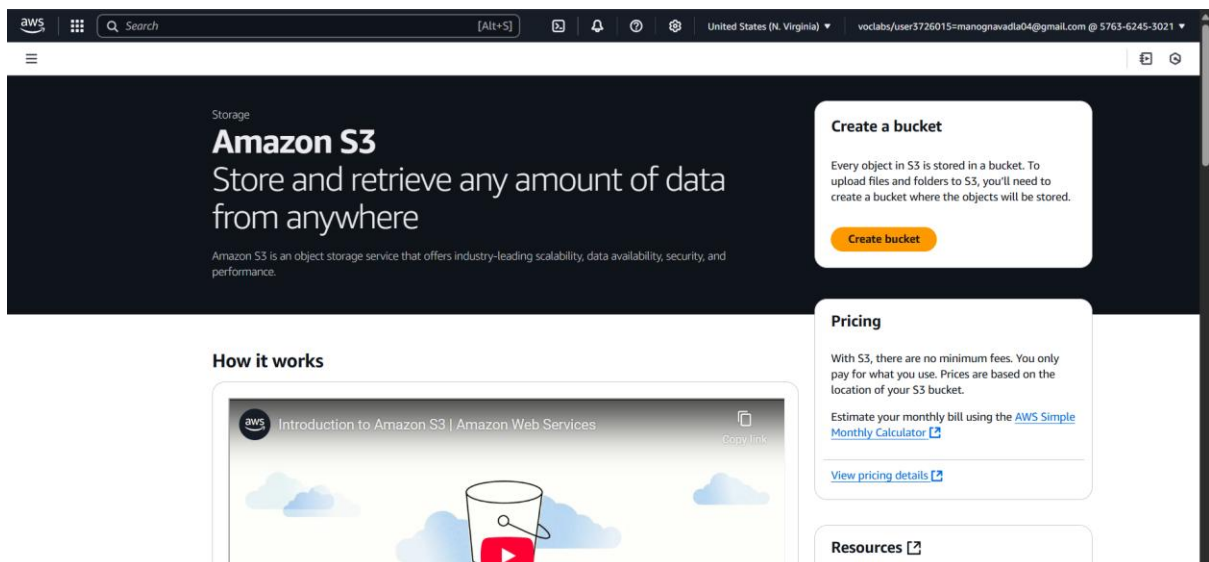 aws
Search [Alt+S] United States (N. Virginia) ▼ voclabs/user3726015=manognavadla04@gmail.com @ 5763-6245-3021 ▼
Storage
Amazon S3
Store and retrieve any amount of data
from anywhere
Amazon S3 is an object storage service that offers industry-leading scalability, data availability, security, and
performance.
Create a bucket
Every object in S3 is stored in a bucket. To
upload files and folders to S3, you'll need to
create a bucket where the objects will be stored.
Create bucket
Pricing
With S3, there are no minimum fees. You only
pay for what you use. Prices are based on the
location of your S3 bucket.
Estimate your monthly bill using the AWS Simple
Monthly Calculator
View pricing details
How it works
aws
Introduction to Amazon S3 | Amazon Web Services
Copy link
Resources